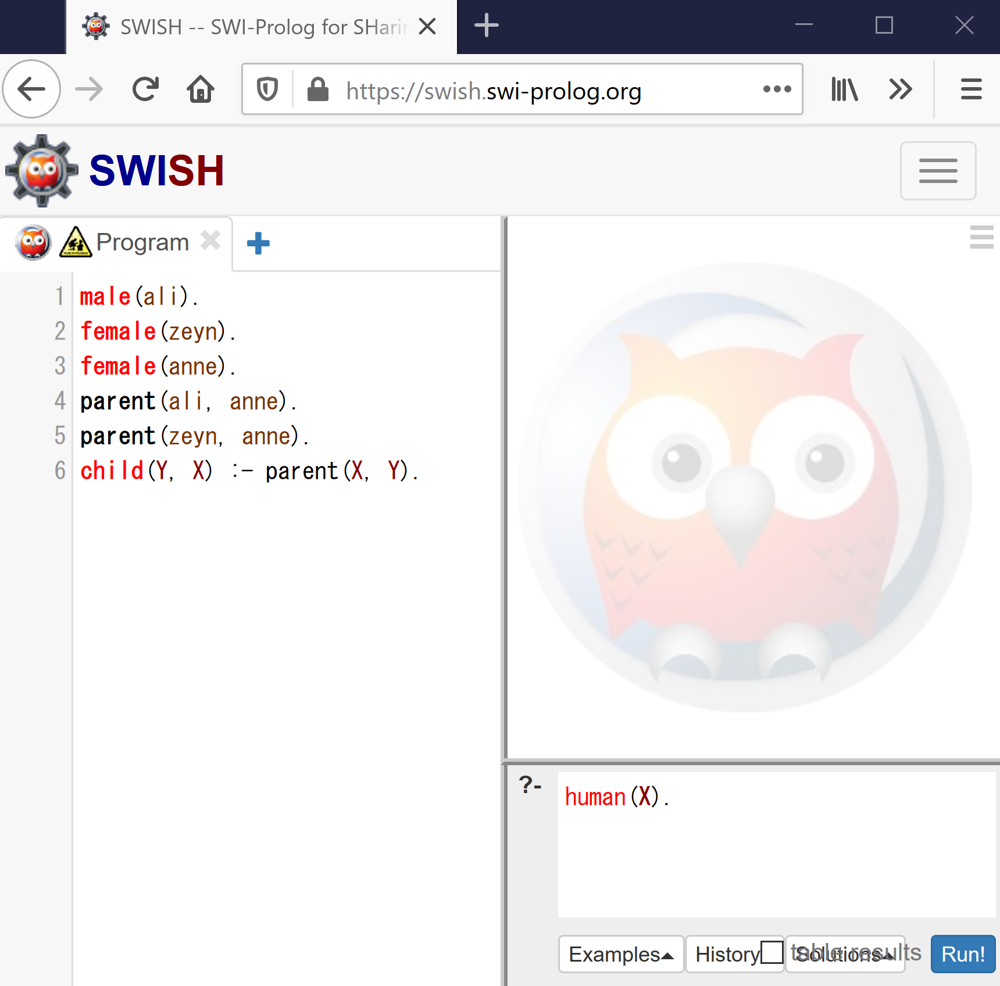 SWISH -- SWI-Prolog for SHarin
https://swish.swi-prolog.org
SWISH
Program
1 male(ali).
2 female(zeyn).
3 female(anne).
4 parent(ali, anne).
5 parent(zeyn, anne).
6 child(Y, X) :- parent(X, Y).
?- human(X).
Examples History Solutions table results Run!